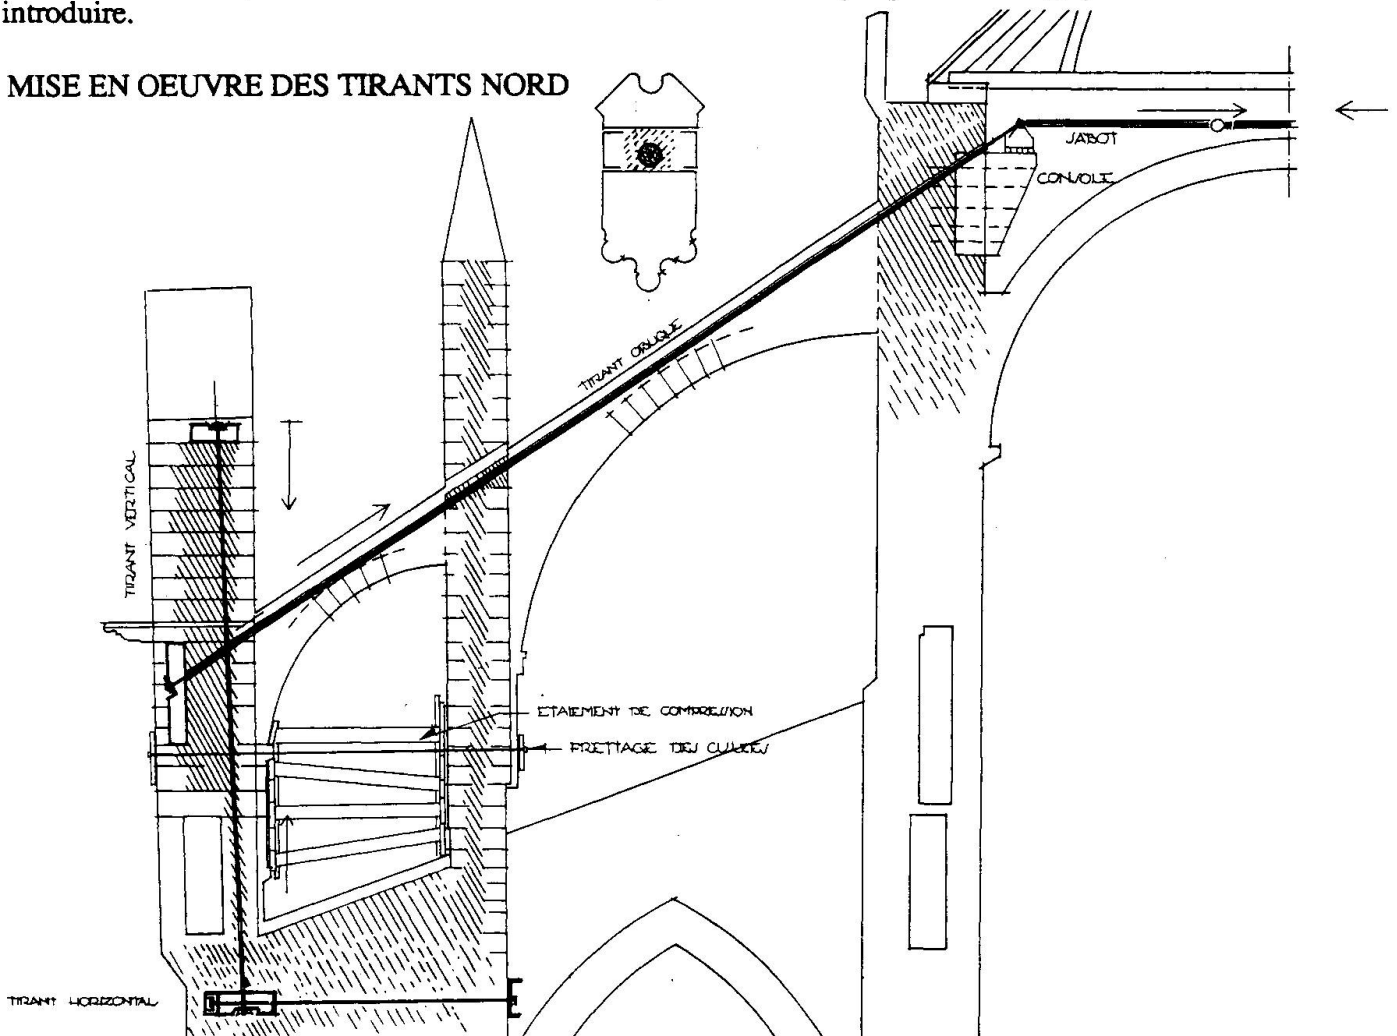 introduire.
MISE EN OEUVRE DES TIRANTS NORD
JABOT
CONSOLE
TIRANT OBLIQUE
TIRANT VERTICAL
ETAIEMENT DE COMPRESSION
FRETTAGE DES CULEES
TIRANT HORIZONTAL